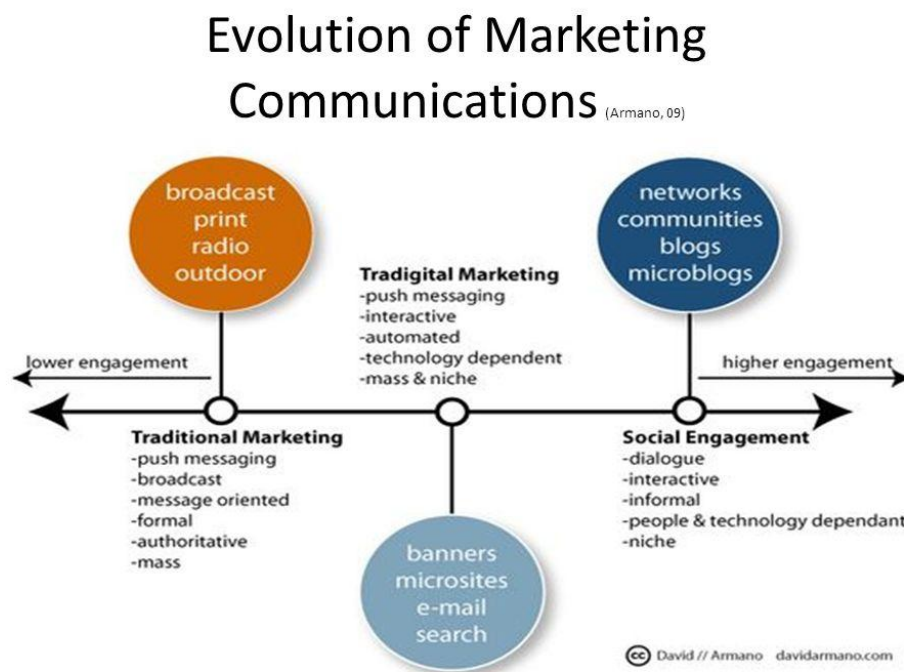 Evolution of Marketing
Communications (Armano, 09)
broadcast
print
radio
outdoor
networks
communities
blogs
microblogs
Tradigital Marketing
-push messaging
-interactive
-automated
-technology dependent
-mass & niche
lower engagement
higher engagement
Traditional Marketing
-push messaging
-broadcast
-message oriented
-formal
-authoritative
-mass
Social Engagement
-dialogue
-interactive
-informal
-people & technology dependant
-niche
banners
microsites
e-mail
search
cc David // Armano davidarmano.com